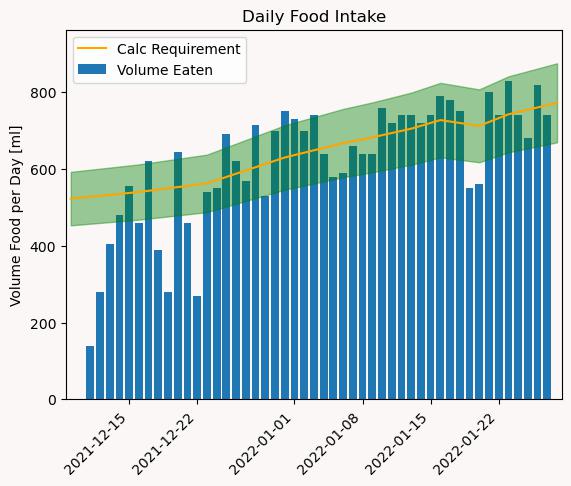 Daily Food Intake
Calc Requirement
Volume Eaten
Volume Food per Day [ml]
800
600
400
200
0
2021-12-15
2021-12-22
2022-01-01
2022-01-08
2022-01-15
2022-01-22